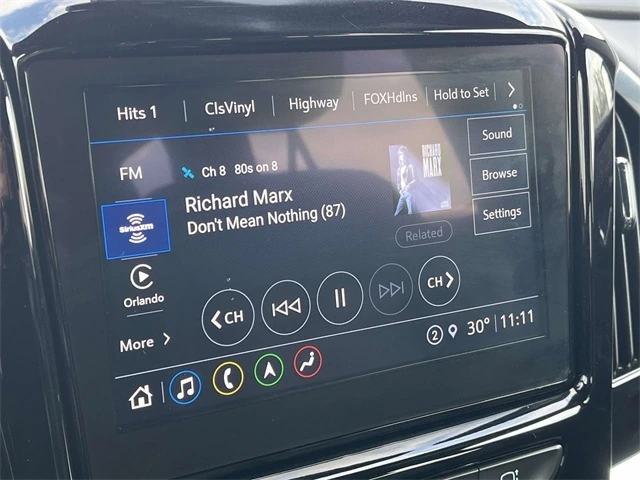 Hits 1 ClsVinyl Highway FOXHdlns Hold to Set
FM
Ch 8 80s on 8
Richard Marx
Don't Mean Nothing (87)
RICHARD
MARX
Related
Sound
Browse
Settings
SiriusXM
Orlando
More
CH
CH
2 30° 11:11